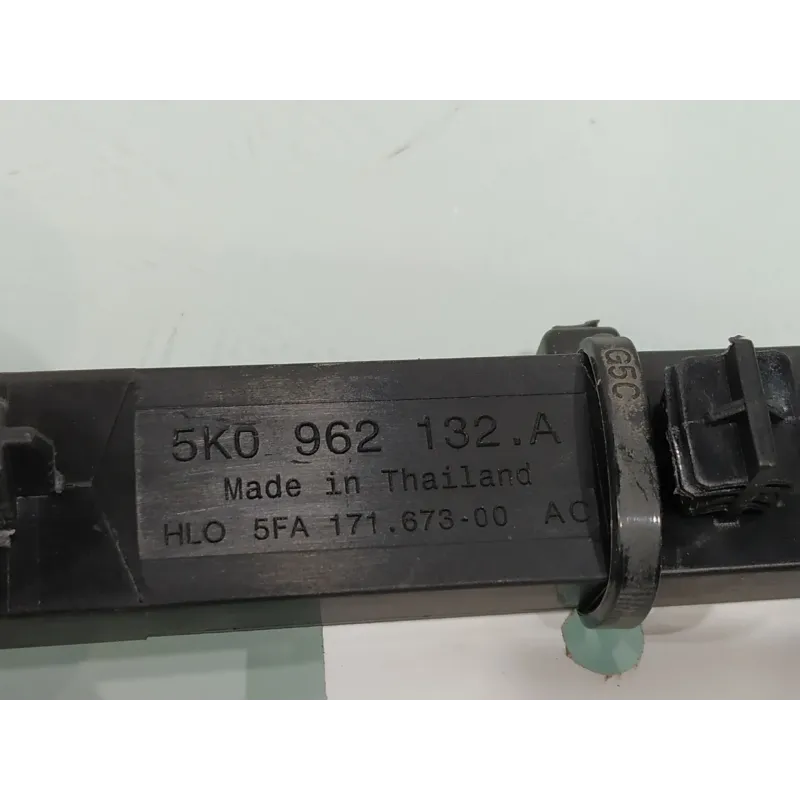 5K0 962 132.A
Made in Thailand
HLO 5FA 171.673-00 AC
G5C